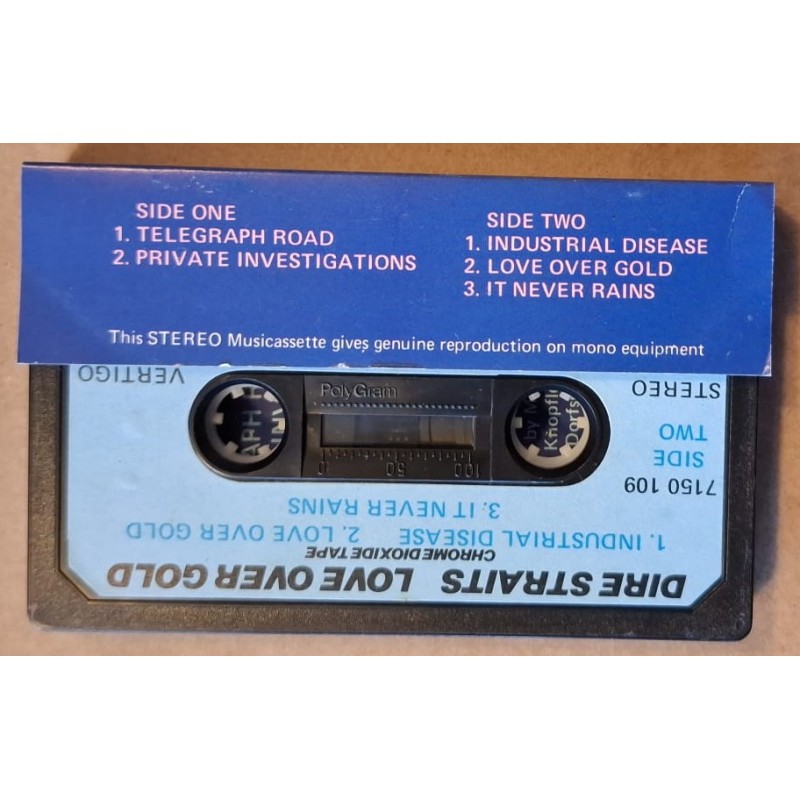 SIDE ONE
1. TELEGRAPH ROAD
2. PRIVATE INVESTIGATIONS
SIDE TWO
1. INDUSTRIAL DISEASE
2. LOVE OVER GOLD
3. IT NEVER RAINS
This STEREO Musicassette gives genuine reproduction on mono equipment
PolyGram
DIRE STRAITS LOVE OVER GOLD
CHROME DIOXIDE TAPE
1. INDUSTRIAL DISEASE 2. LOVE OVER GOLD
3. IT NEVER RAINS
7150 109
SIDE
TWO
STEREO
VERTIGO
100 50 0
by
Knopfle
Dorfs